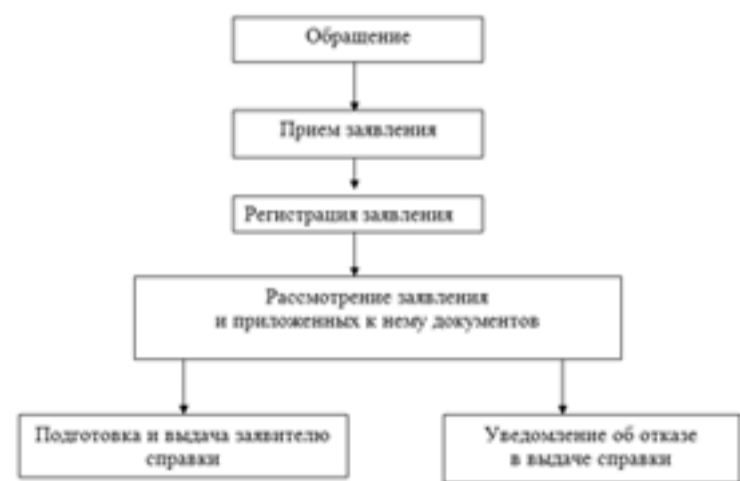 Обращение
Прием заявления
Регистрация заявления
Рассмотрение заявления
и приложенных к нему документов
Подготовка и выдача заявителю
справки
Уведомление об отказе
в выдаче справки